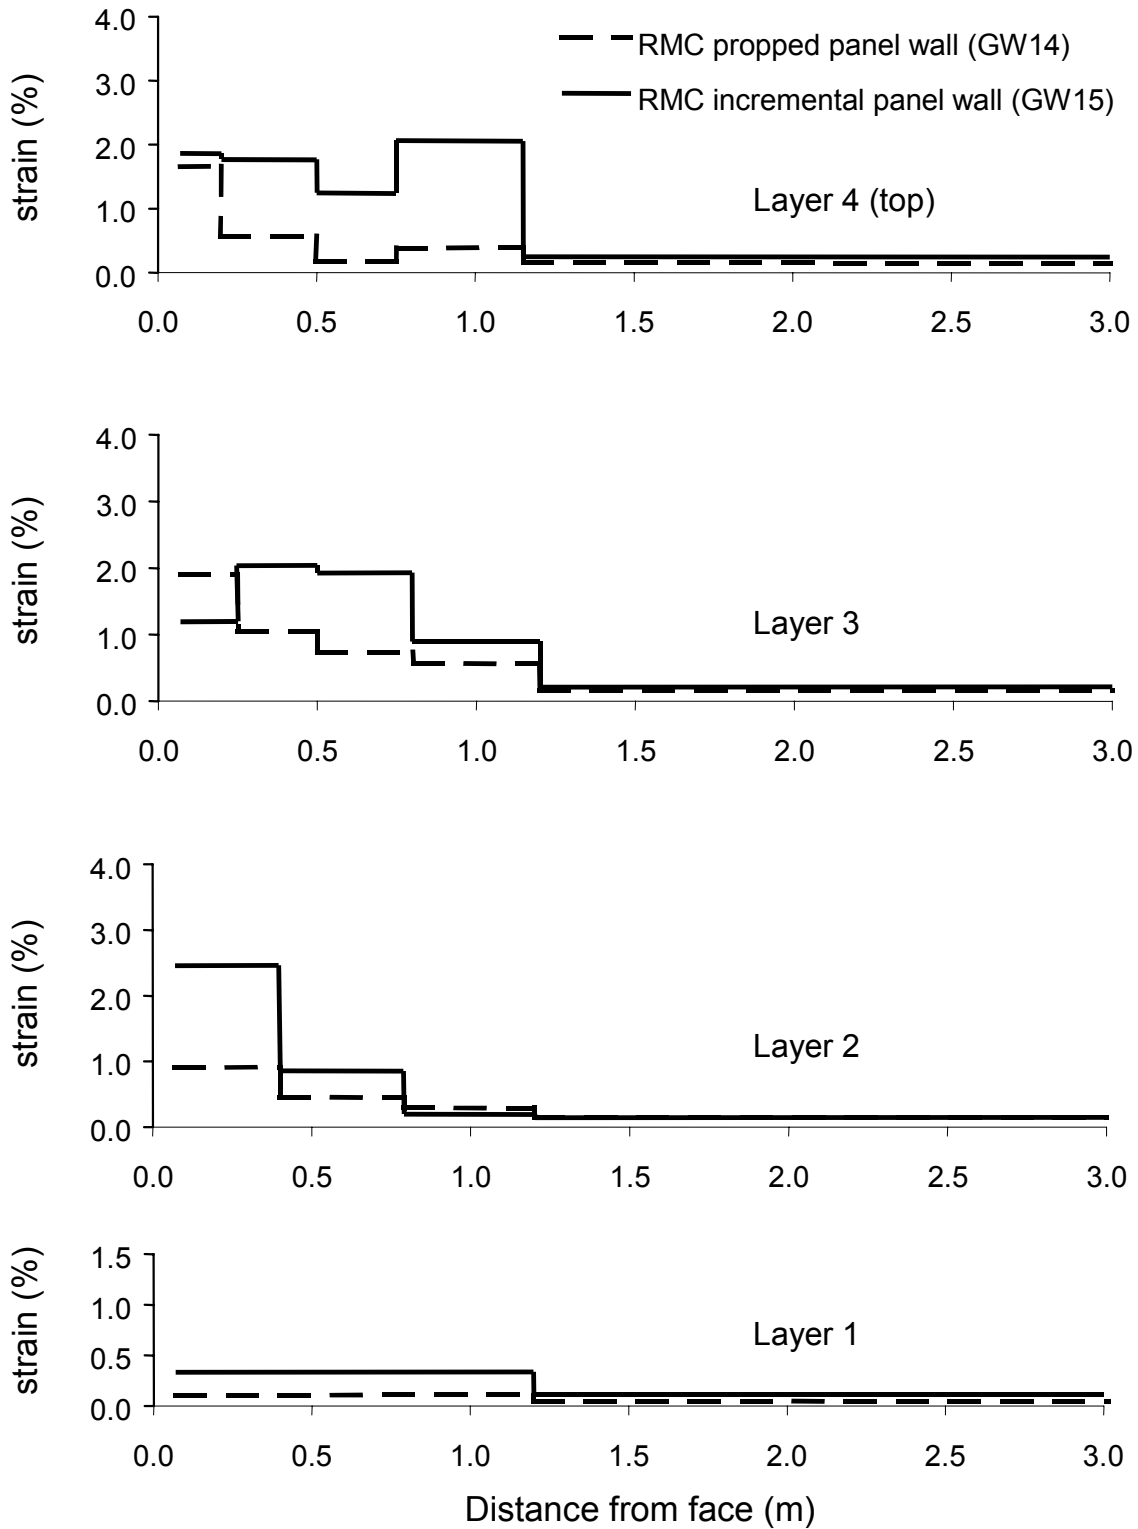 4.0
3.0
2.0
1.0
0.0
strain (%)
RMC propped panel wall (GW14)
RMC incremental panel wall (GW15)
Layer 4 (top)
0.0 0.5 1.0 1.5 2.0 2.5 3.0
4.0
3.0
2.0
1.0
0.0
strain (%)
Layer 3
0.0 0.5 1.0 1.5 2.0 2.5 3.0
4.0
3.0
2.0
1.0
0.0
strain (%)
Layer 2
0.0 0.5 1.0 1.5 2.0 2.5 3.0
1.5
1.0
0.5
0.0
strain (%)
Layer 1
0.0 0.5 1.0 1.5 2.0 2.5 3.0
Distance from face (m)